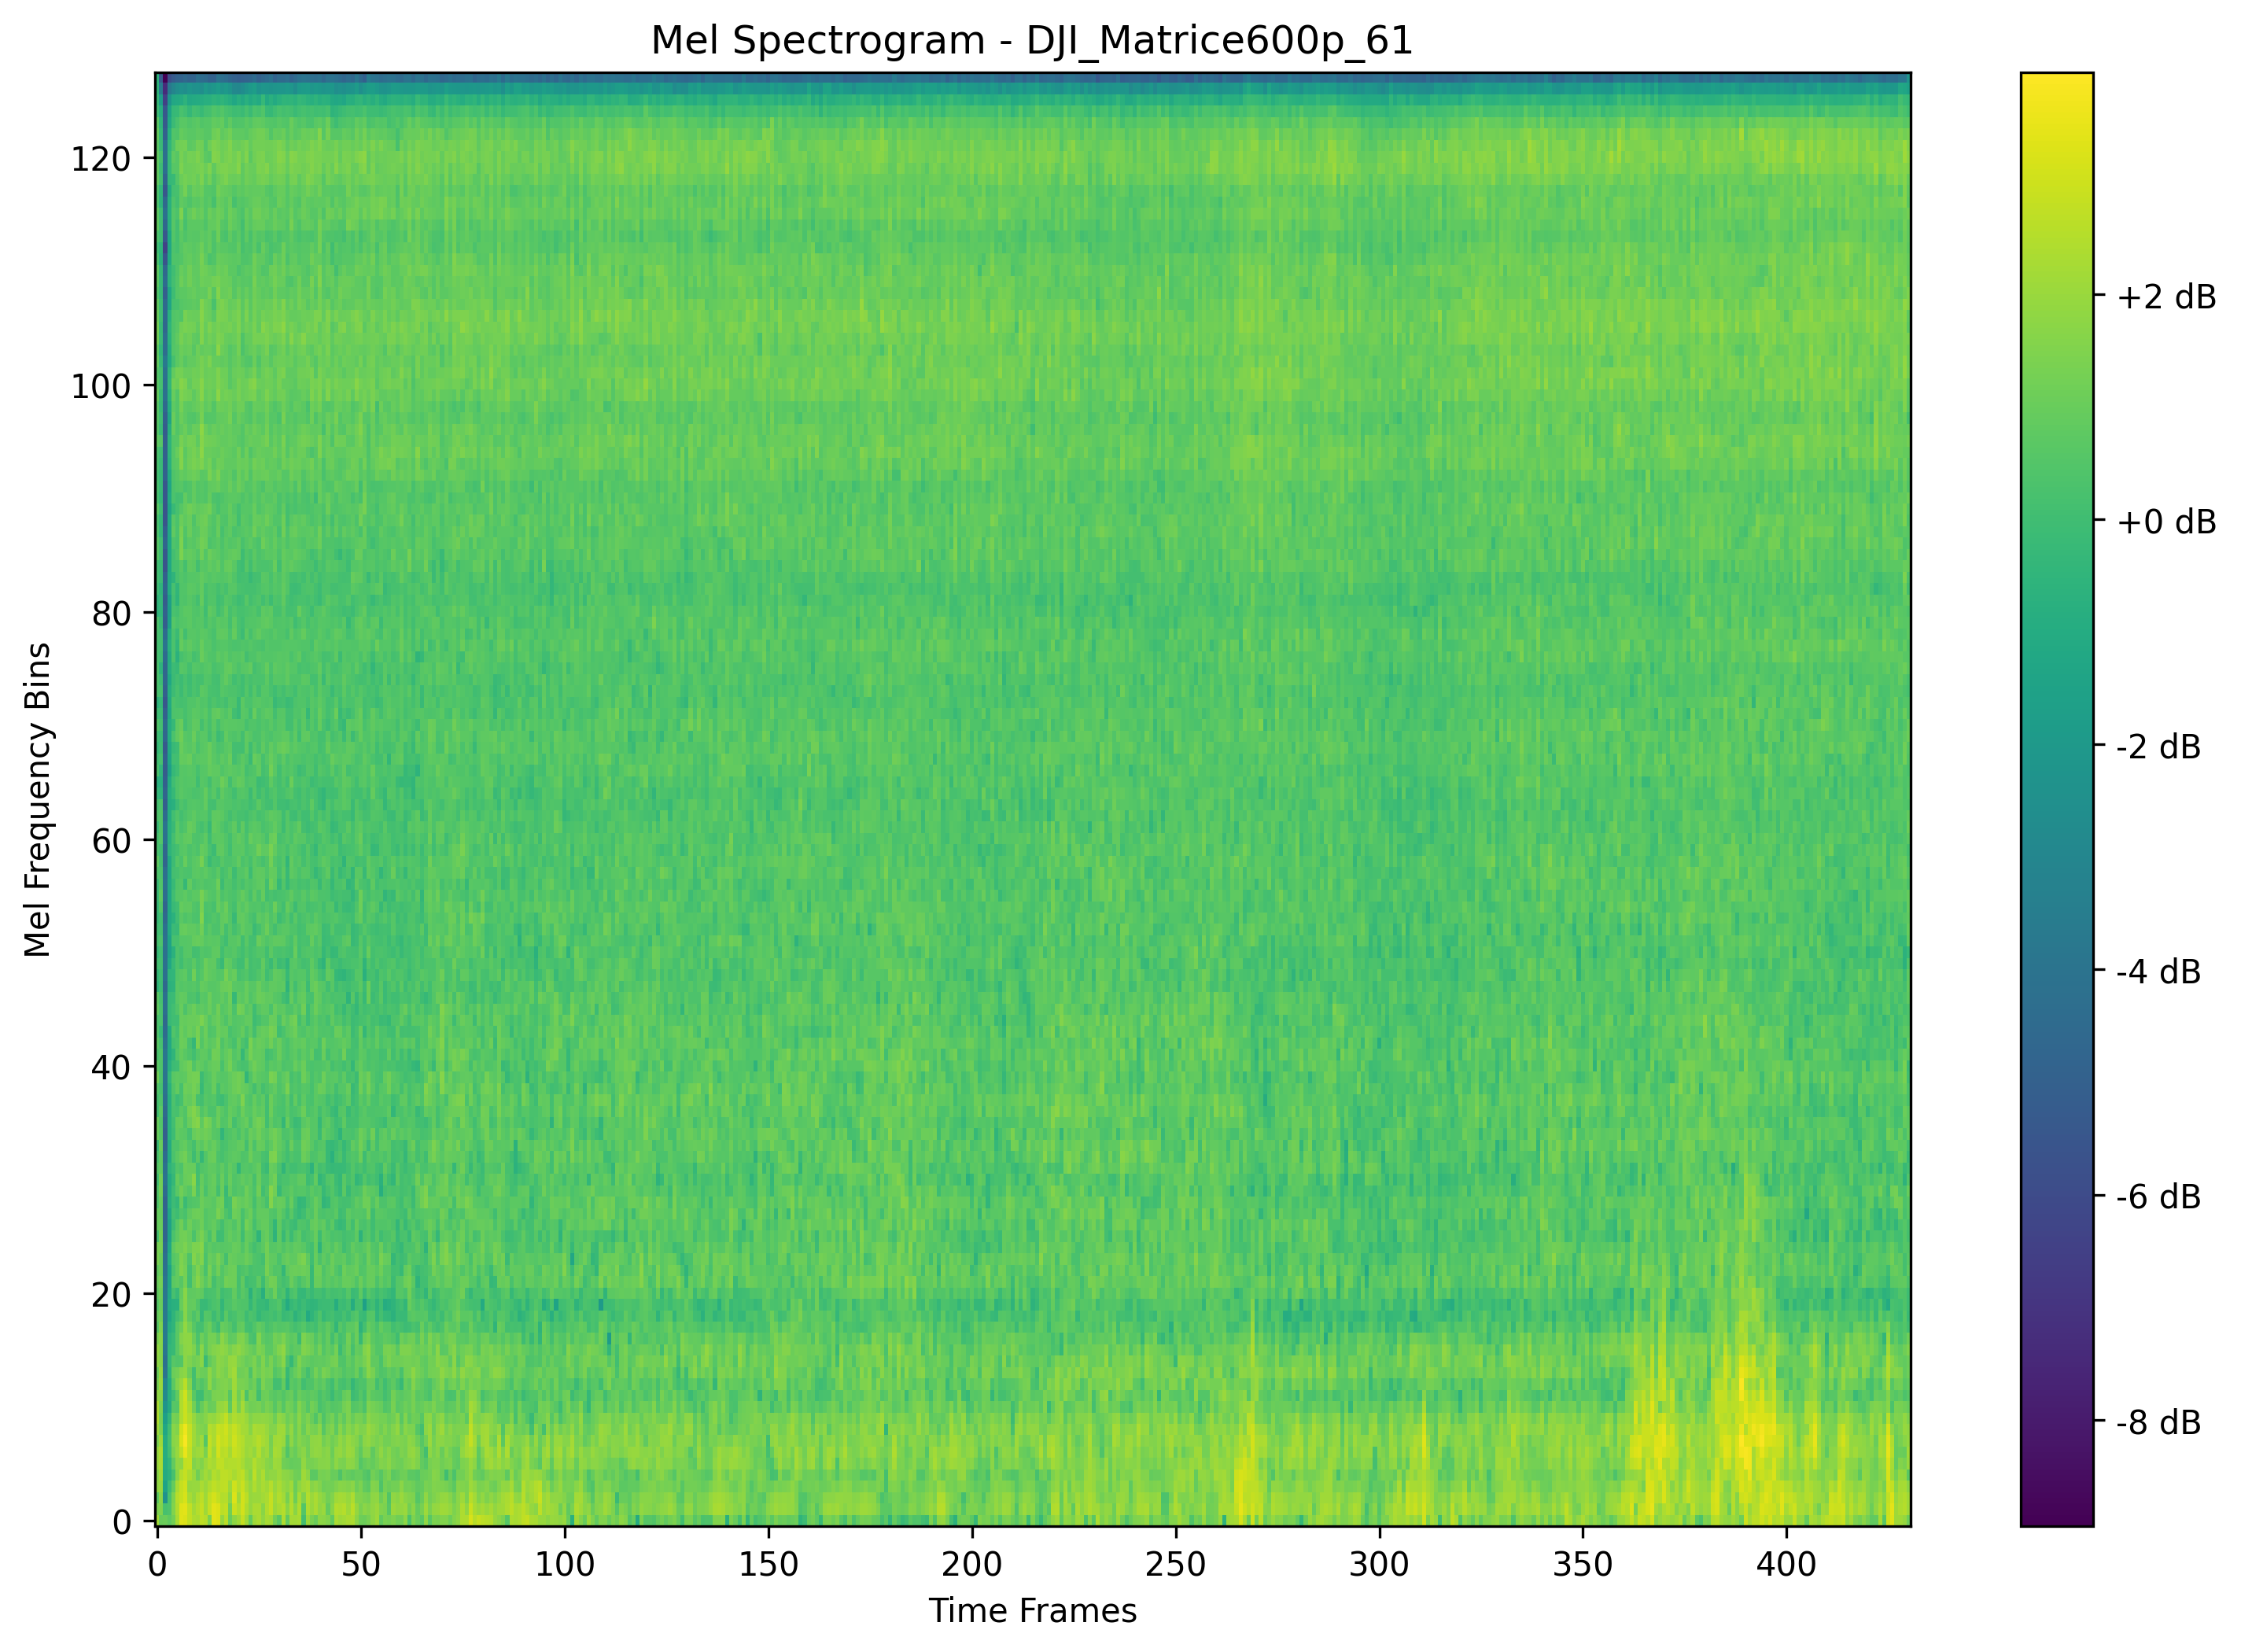 Mel Spectrogram - DJI_Matrice600p_61
Mel Frequency Bins
120
100
80
60
40
20
0
0 50 100 150 200 250 300 350 400
Time Frames
+2 dB
+0 dB
-2 dB
-4 dB
-6 dB
-8 dB